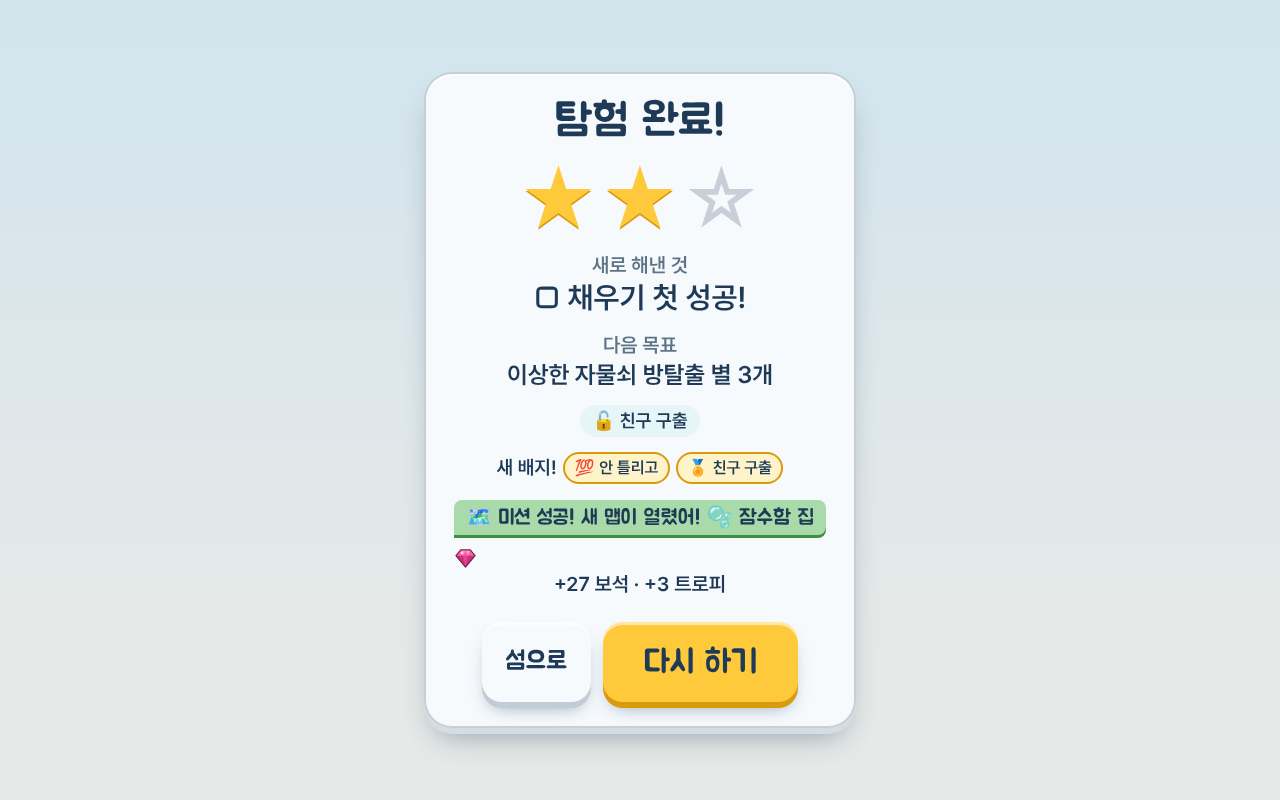 탐험 완료!
새로 해낸 것
□ 채우기 첫 성공!
다음 목표
이상한 자물쇠 방탈출 별 3개
🔓 친구 구출
새 배지! 💯 안 틀리고 🏅 친구 구출
🗺️ 미션 성공! 새 맵이 열렸어! 🫧 잠수함 집
+27 보석 · +3 트로피
섬으로 다시 하기